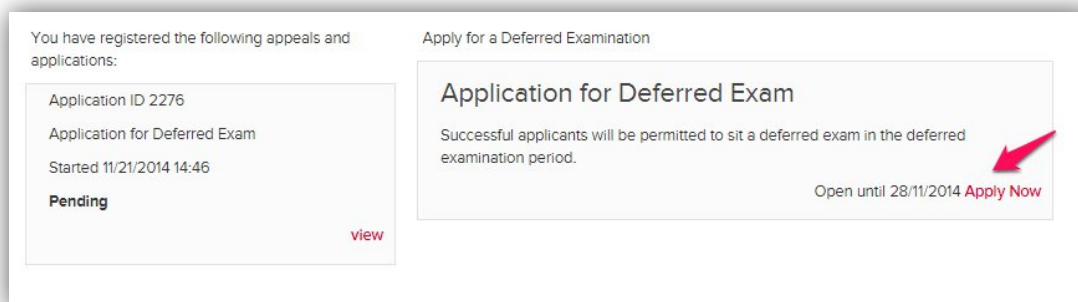 You have registered the following appeals and
applications:
Application ID 2276
Application for Deferred Exam
Started 11/21/2014 14:46
Pending
view
Apply for a Deferred Examination
Application for Deferred Exam
Successful applicants will be permitted to sit a deferred exam in the deferred
examination period.
Open until 28/11/2014 Apply Now